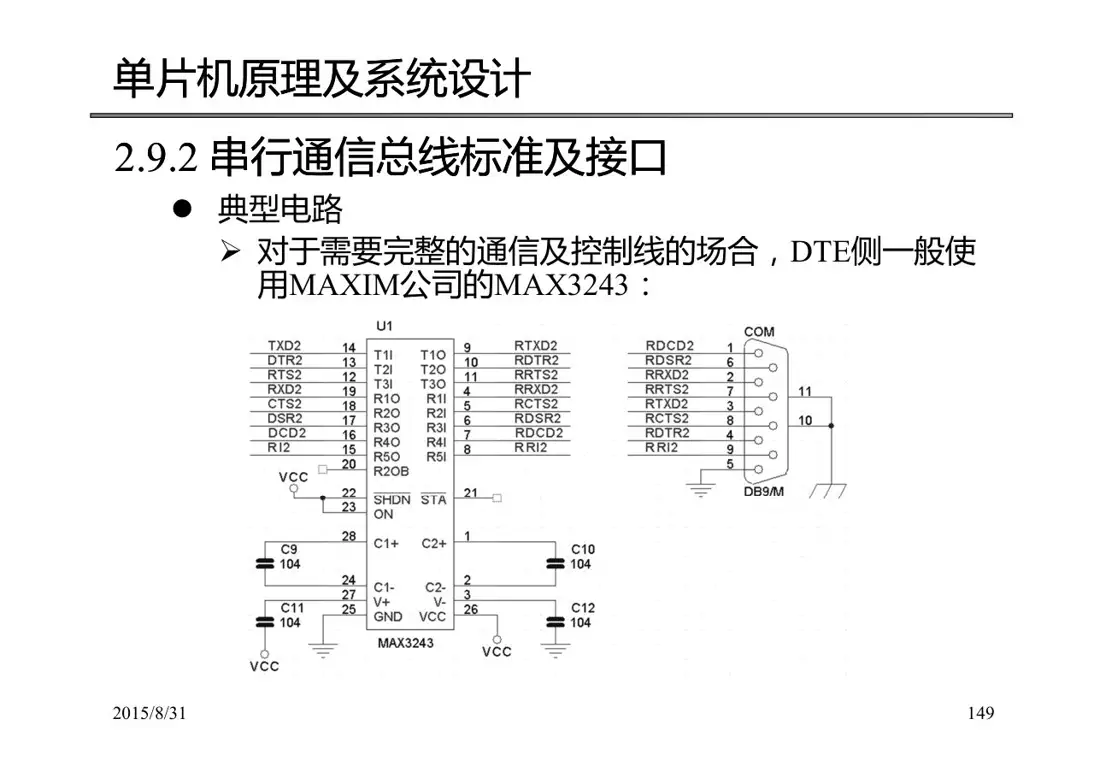 单片机原理及系统设计
2.9.2 串行通信总线标准及接口
● 典型电路
➢ 对于需要完整的通信及控制线的场合，DTE侧一般使
用MAXIM公司的MAX3243：
U1
TXD2 14 T1I T1O 9 RTXD2
DTR2 13 T2I T2O 10 RDTR2
RTS2 12 T3I T3O 11 RRTS2
RXD2 19 R1O R1I 4 RRXD2
CTS2 18 R2O R2I 5 RCTS2
DSR2 17 R3O R3I 6 RDSR2
DCD2 16 R4O R4I 7 RDCD2
RI2 15 R5O R5I 8 RRI2
20 R2OB
VCC
22 SHDN STA 21
23 ON
28 C1+ C2+ 1
C9
104
C10
104
24 C1- C2- 2
27 V+ V- 3
25 GND VCC 26
C11
104
C12
104
VCC
MAX3243
VCC
COM
RDCD2 1
RDSR2 6
RRXD2 2
RRTS2 7
RTXD2 3
RCTS2 8
RDTR2 4
RRI2 9
5
11
10
DB9/M
2015/8/31
149